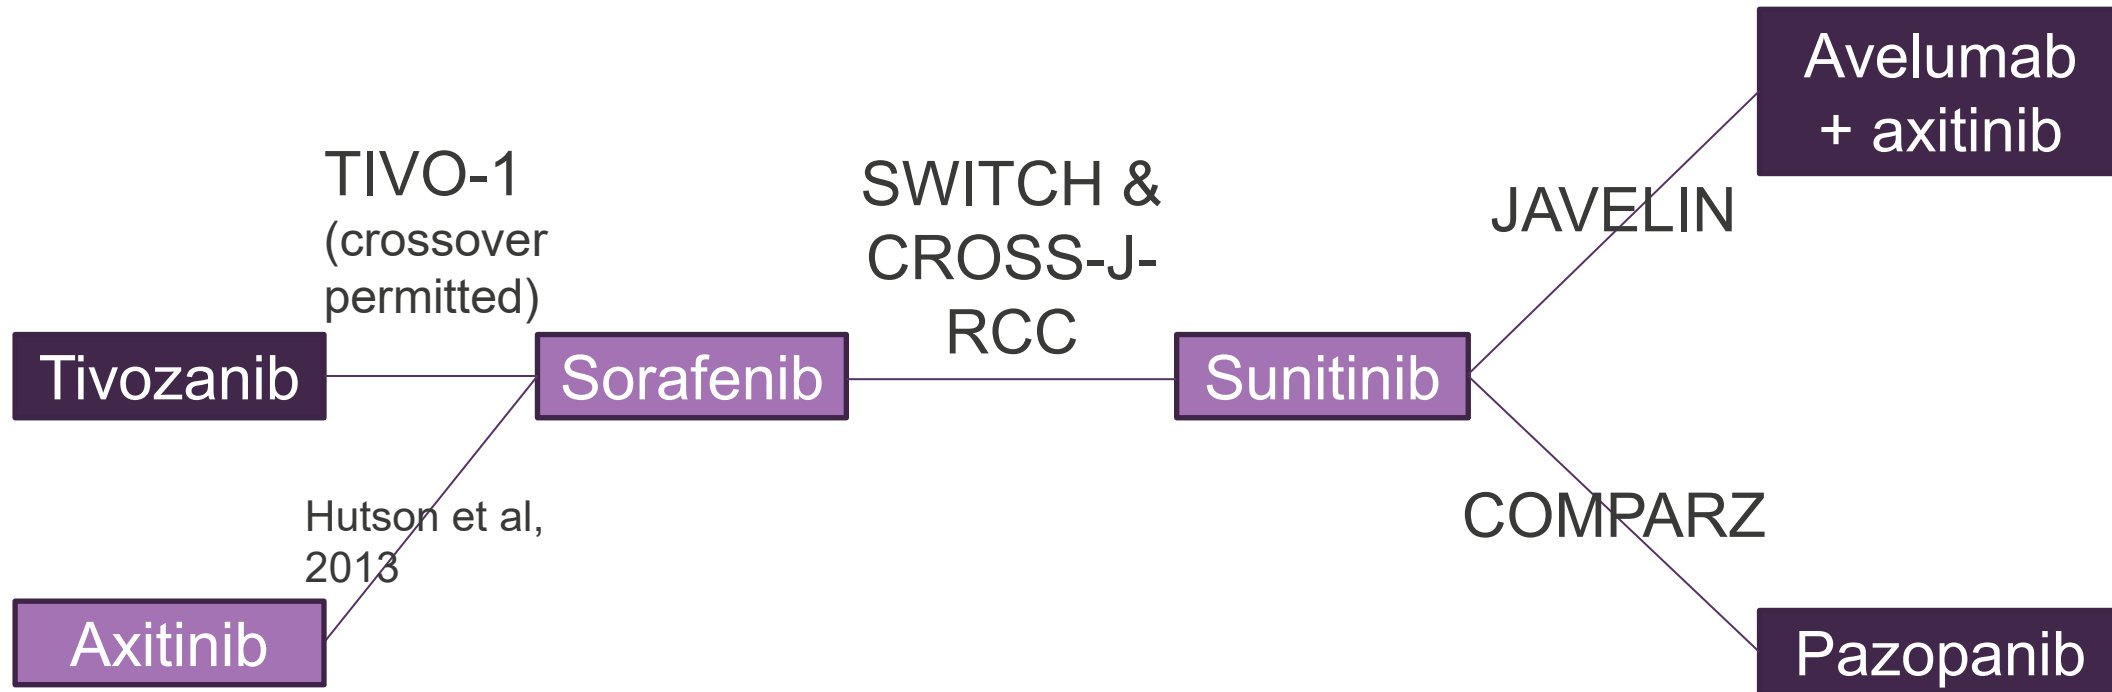 Avelumab
+ axitinib
TIVO-1
(crossover
permitted)
SWITCH &
CROSS-J-
RCC
JAVELIN
Tivozanib
Sorafenib
Sunitinib
Hutson et al,
2013
COMPARZ
Axitinib
Pazopanib